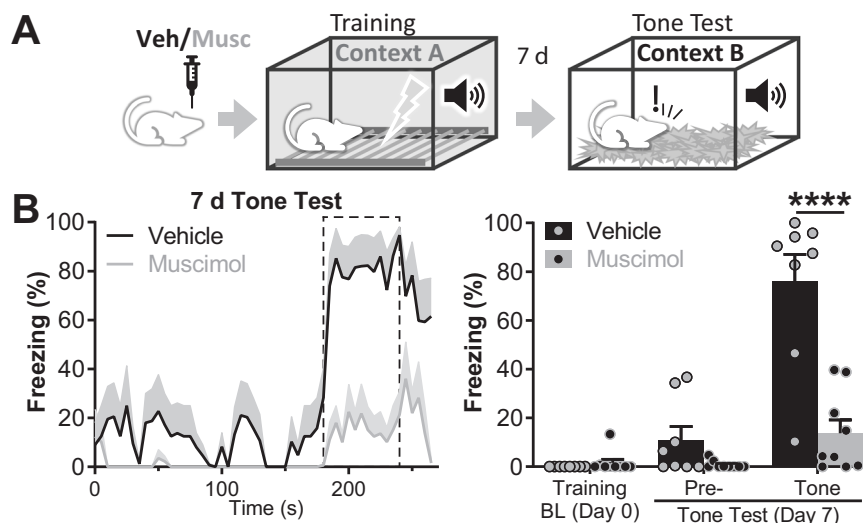 A
Veh/Musc
Training
Context A
7 d
Tone Test
Context B
!
B
7 d Tone Test
Freezing (%)
100
80
60
40
20
0
Vehicle
Muscimol
0
100
200
Time (s)
Freezing (%)
100
80
60
40
20
0
Vehicle
Muscimol
****
Training
BL (Day 0)
Pre-
Tone
Tone Test (Day 7)